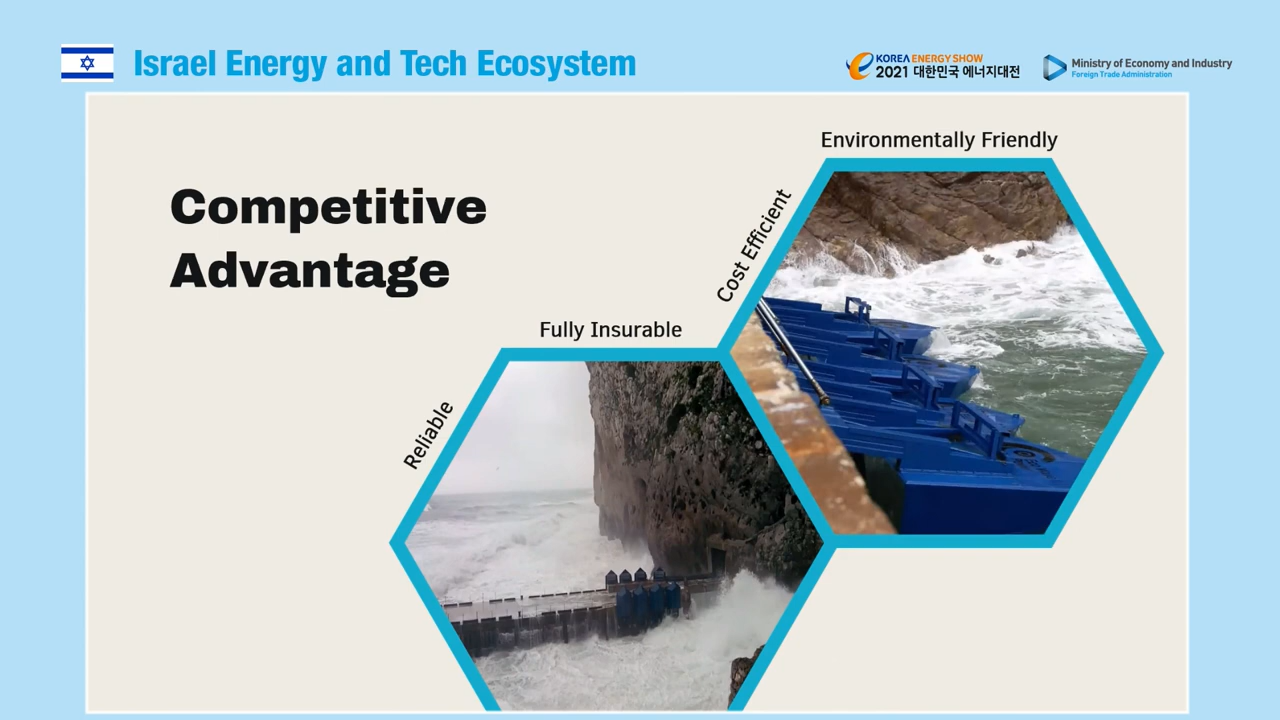 Israel Energy and Tech Ecosystem
KOREA ENERGY SHOW
2021 대한민국 에너지대전
Ministry of Economy and Industry
Foreign Trade Administration
Competitive
Advantage
Environmentally Friendly
Cost Efficient
Fully Insurable
Reliable